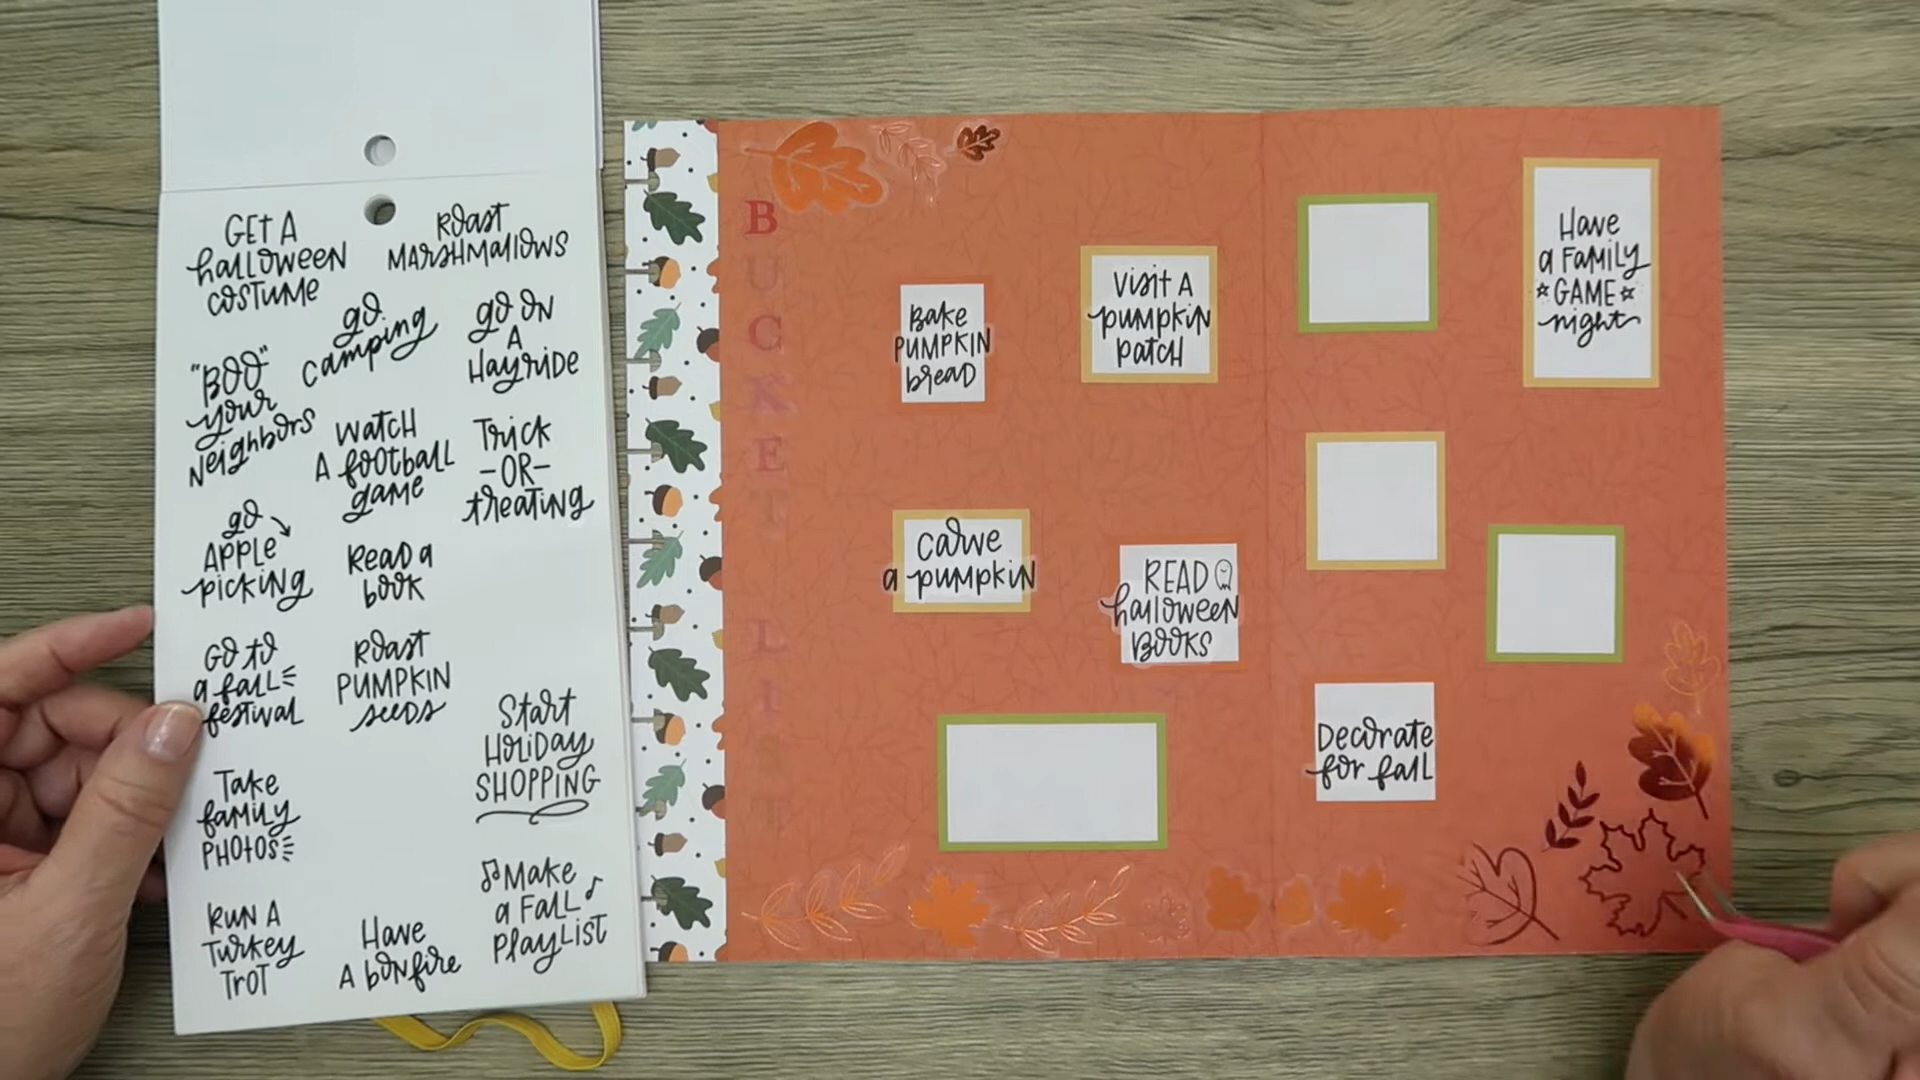 GET A
halloween
costume
Roast
Marshmallows
go
camping
go on
A
Hayride
"Boo"
your
Neighbors
Watch
A football
game
Trick
-OR-
treating
go
Apple
picking
Read a
book
Go to
a fall
festival
Roast
PUMPKIN
seeds
Start
Holiday
SHOPPING
Take
family
PHOtos
Run A
Turkey
Trot
Have
A bonfire
Make
a Fall
Playlist
B
U
C
K
E
T
L
I
S
T
Bake
PUMPKIN
bread
Visit A
pumpkin
patch
carve
a pumpkin
READ
halloween
Books
Have
a Family
GAME
night
Decorate
for fall